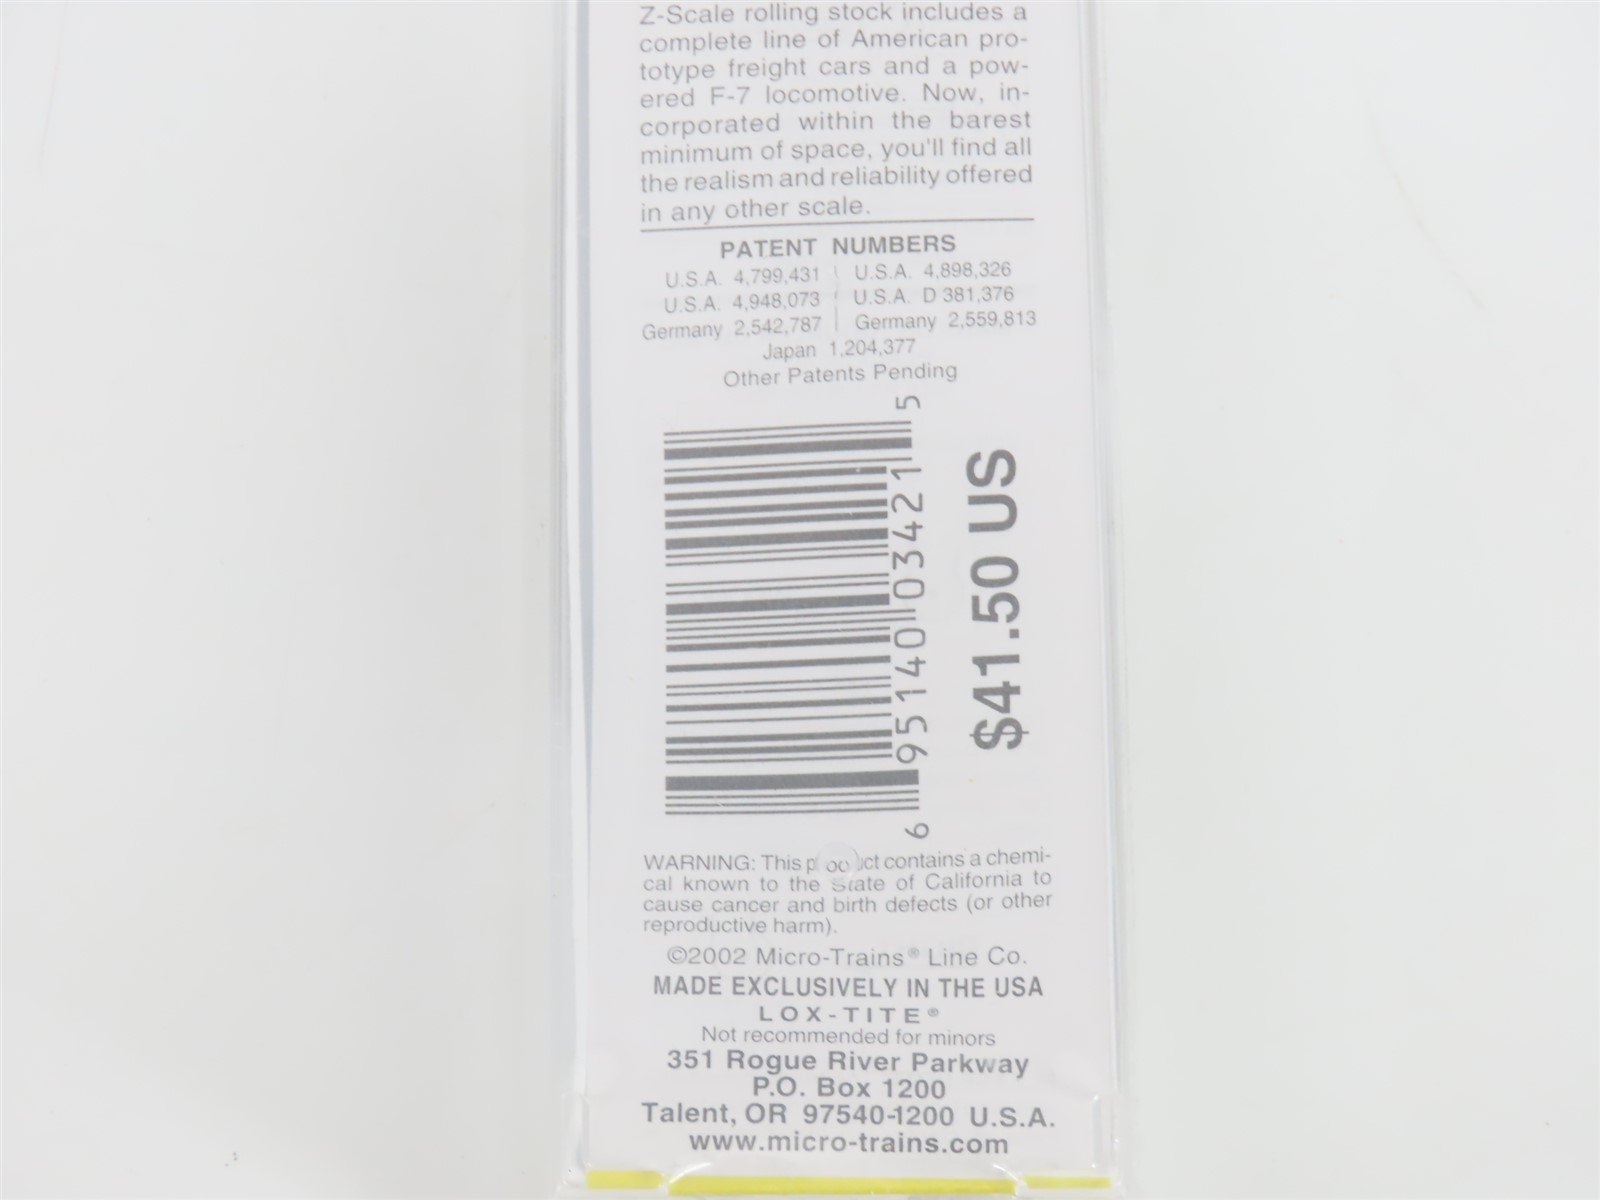 Z-Scale rolling stock includes a
complete line of American pro-
totype freight cars and a pow-
ered F-7 locomotive. Now, in-
corporated within the barest
minimum of space, you'll find all
the realism and reliability offered
in any other scale.
PATENT NUMBERS
U.S.A. 4,799,431 U.S.A. 4,898,326
U.S.A. 4,948,073 U.S.A. D 381,376
Germany 2,542,787 Germany 2,559,813
Japan 1,204,377
Other Patents Pending
6 95140 03421 5
$41.50 US
WARNING: This product contains a chemi-
cal known to the State of California to
cause cancer and birth defects (or other
reproductive harm).
©2002 Micro-Trains® Line Co.
MADE EXCLUSIVELY IN THE USA
LOX-TITE®
Not recommended for minors
351 Rogue River Parkway
P.O. Box 1200
Talent, OR 97540-1200 U.S.A.
www.micro-trains.com